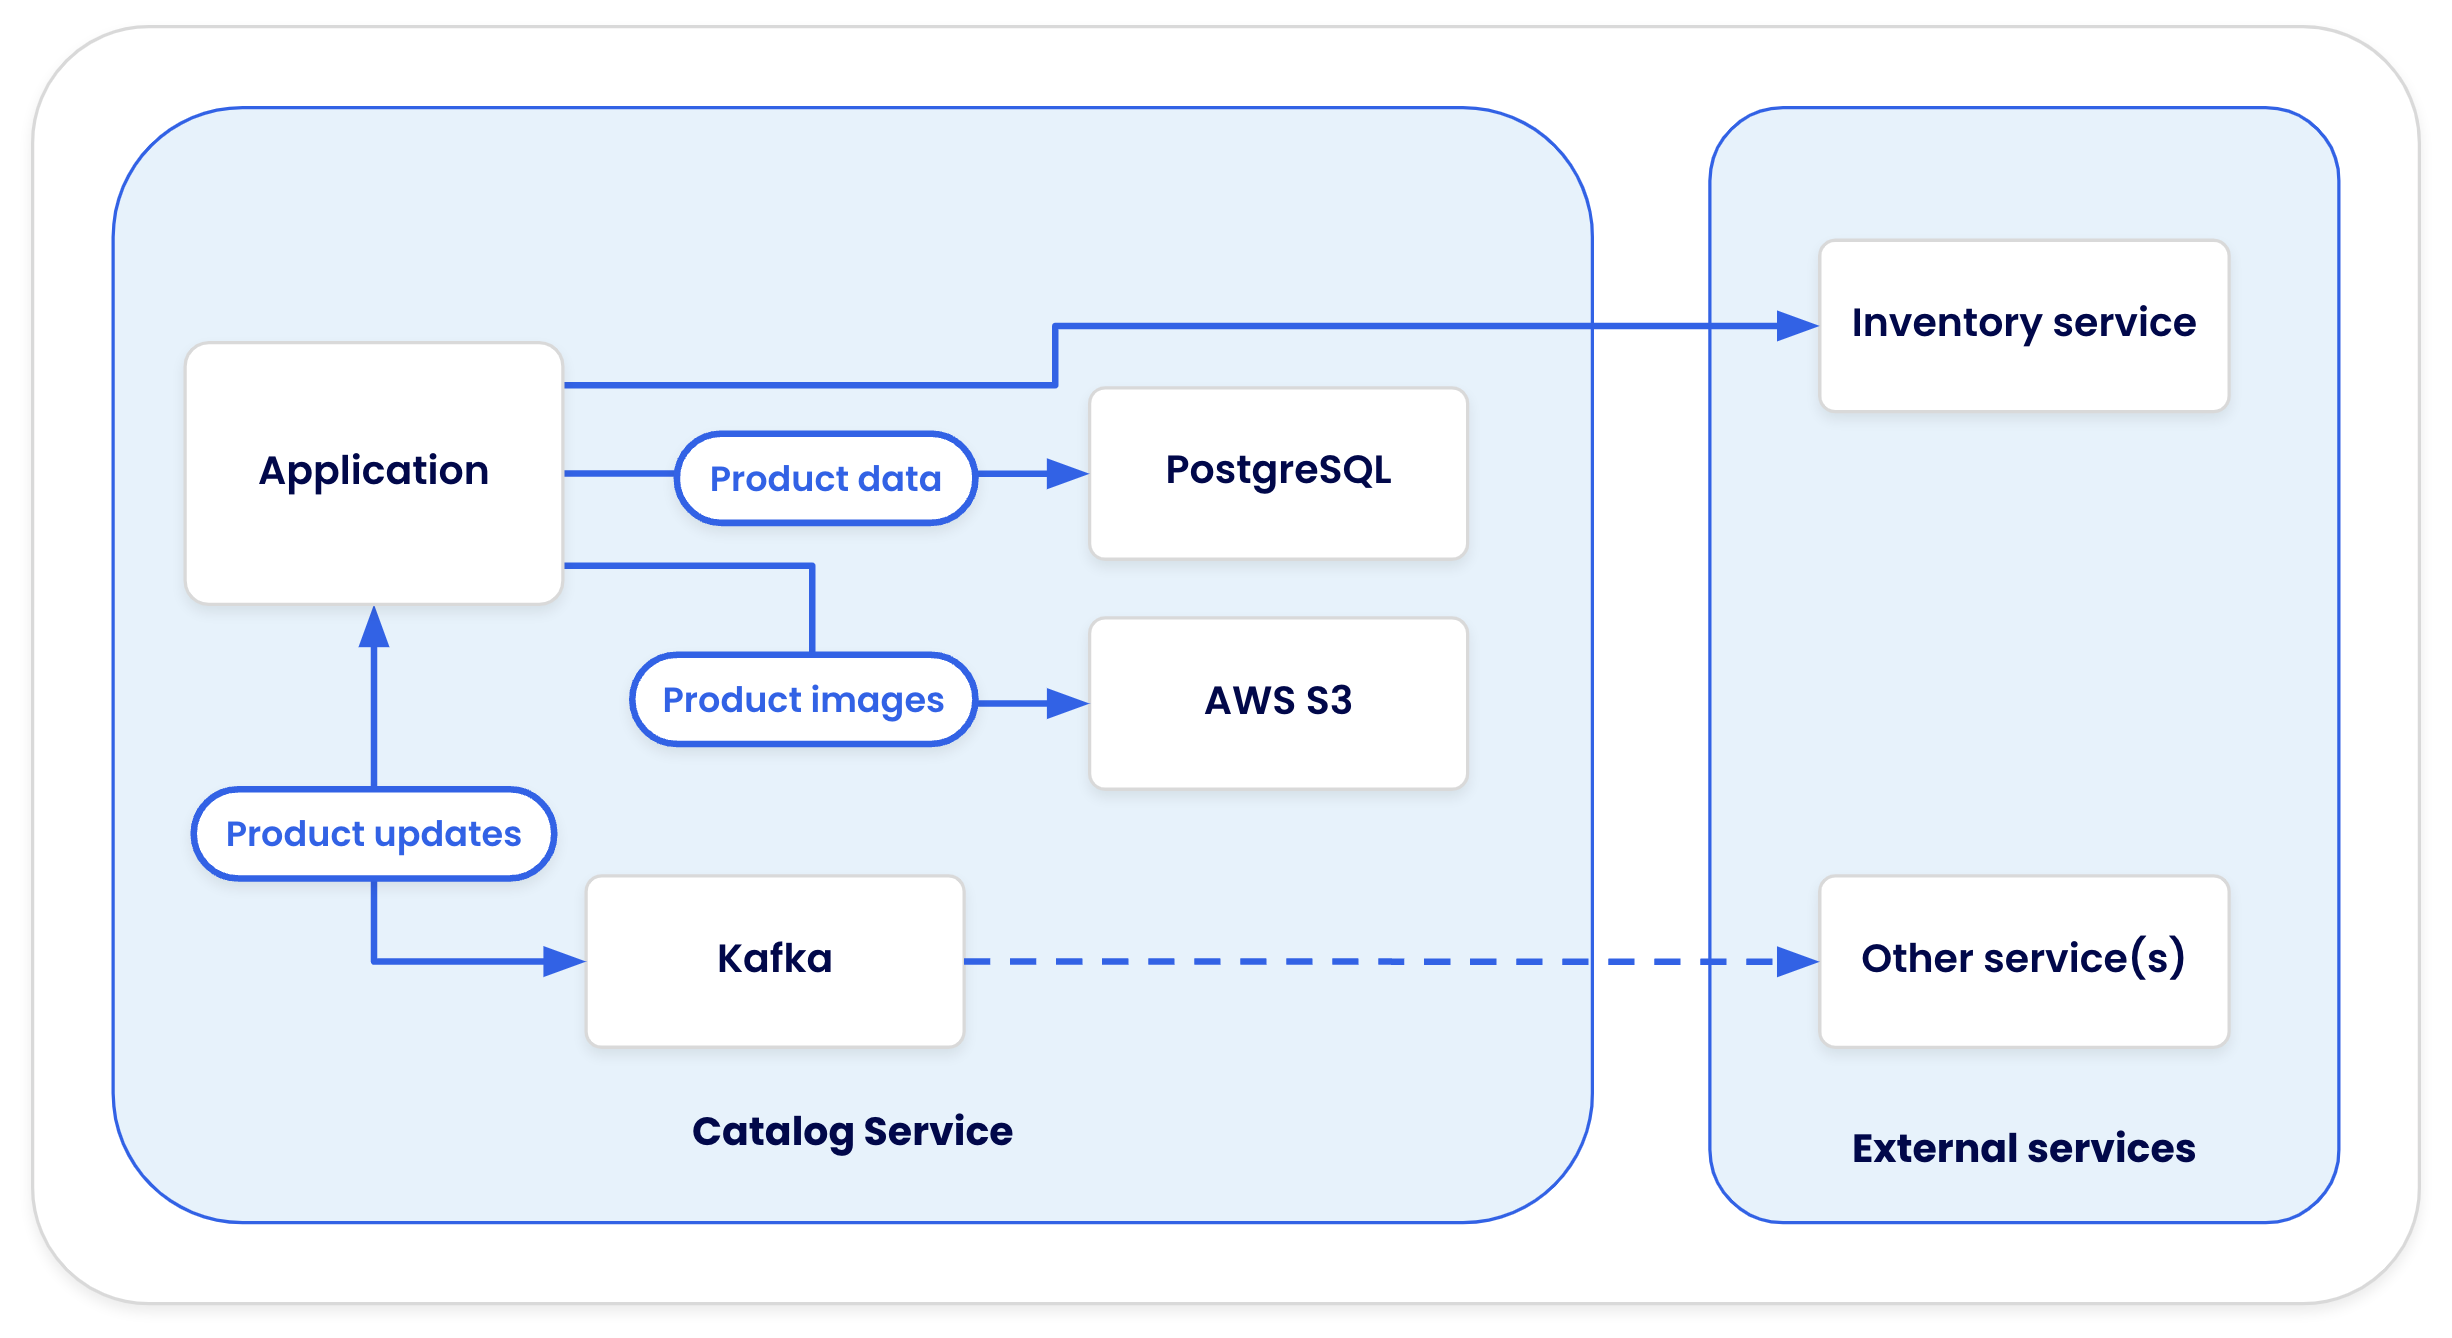 Inventory service
Application
Product data
PostgreSQL
Product images
AWS S3
Product updates
Kafka
Other service(s)
Catalog Service
External services